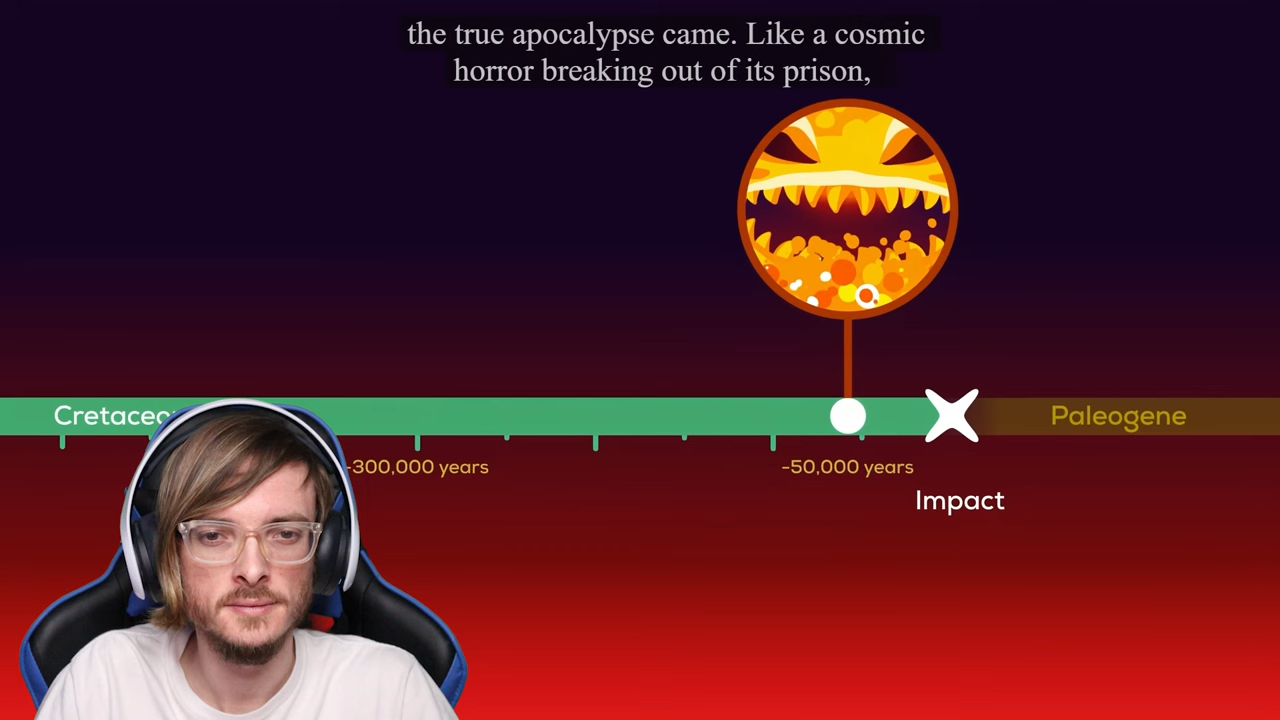 the true apocalypse came. Like a cosmic
horror breaking out of its prison,
Cretaceo
Paleogene
-300,000 years
-50,000 years
Impact